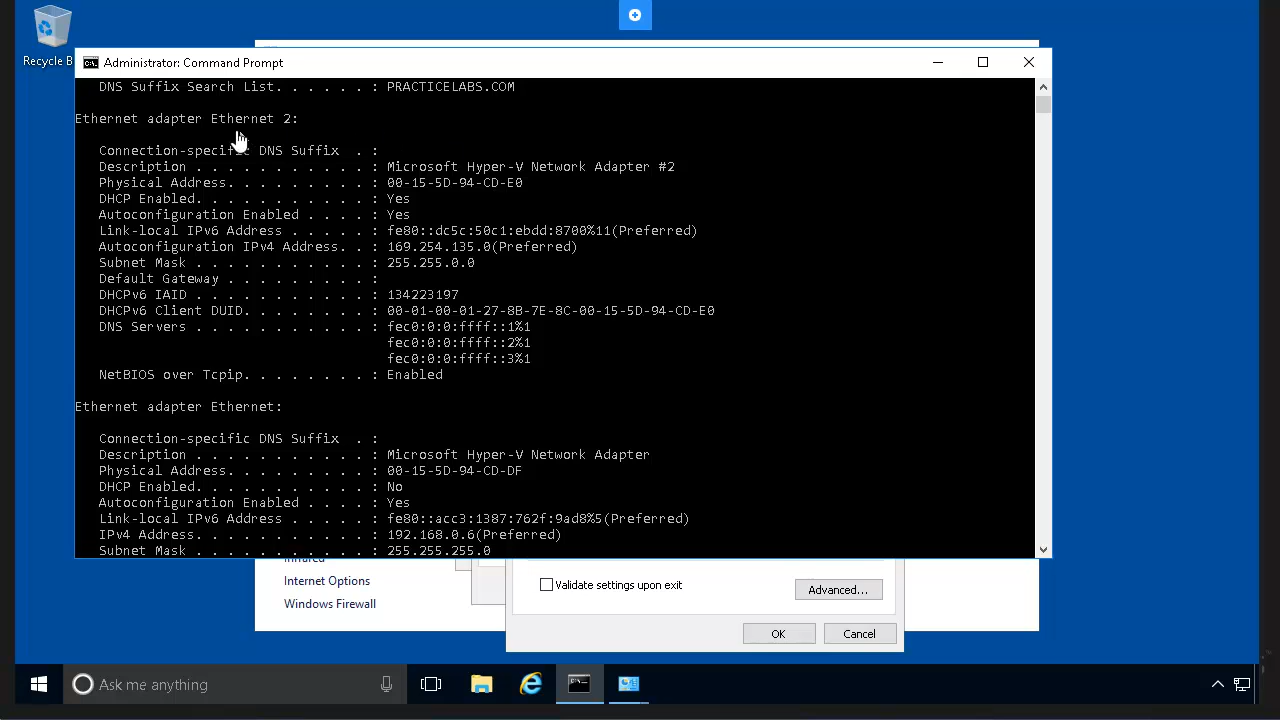 Recycle B
Administrator: Command Prompt
DNS Suffix Search List. . . . . . : PRACTICELABS.COM
Ethernet adapter Ethernet 2:
Connection-specific DNS Suffix  . :
Description . . . . . . . . . . . : Microsoft Hyper-V Network Adapter #2
Physical Address. . . . . . . . . : 00-15-5D-94-CD-E0
DHCP Enabled. . . . . . . . . . . : Yes
Autoconfiguration Enabled . . . . : Yes
Link-local IPv6 Address . . . . . : fe80::dc5c:50c1:ebdd:8700%11(Preferred)
Autoconfiguration IPv4 Address. . : 169.254.135.0(Preferred)
Subnet Mask . . . . . . . . . . . : 255.255.0.0
Default Gateway . . . . . . . . . :
DHCPv6 IAID . . . . . . . . . . . : 134223197
DHCPv6 Client DUID. . . . . . . . : 00-01-00-01-27-8B-7E-8C-00-15-5D-94-CD-E0
DNS Servers . . . . . . . . . . . : fec0:0:0:ffff::1%1
fec0:0:0:ffff::2%1
fec0:0:0:ffff::3%1
NetBIOS over Tcpip. . . . . . . . : Enabled
Ethernet adapter Ethernet:
Connection-specific DNS Suffix  . :
Description . . . . . . . . . . . : Microsoft Hyper-V Network Adapter
Physical Address. . . . . . . . . : 00-15-5D-94-CD-DF
DHCP Enabled. . . . . . . . . . . : No
Autoconfiguration Enabled . . . . : Yes
Link-local IPv6 Address . . . . . : fe80::acc3:1387:762f:9ad8%5(Preferred)
IPv4 Address. . . . . . . . . . . : 192.168.0.6(Preferred)
Subnet Mask . . . . . . . . . . . : 255.255.255.0
Infrared
Internet Options
Windows Firewall
Validate settings upon exit
Advanced...
OK
Cancel
Ask me anything